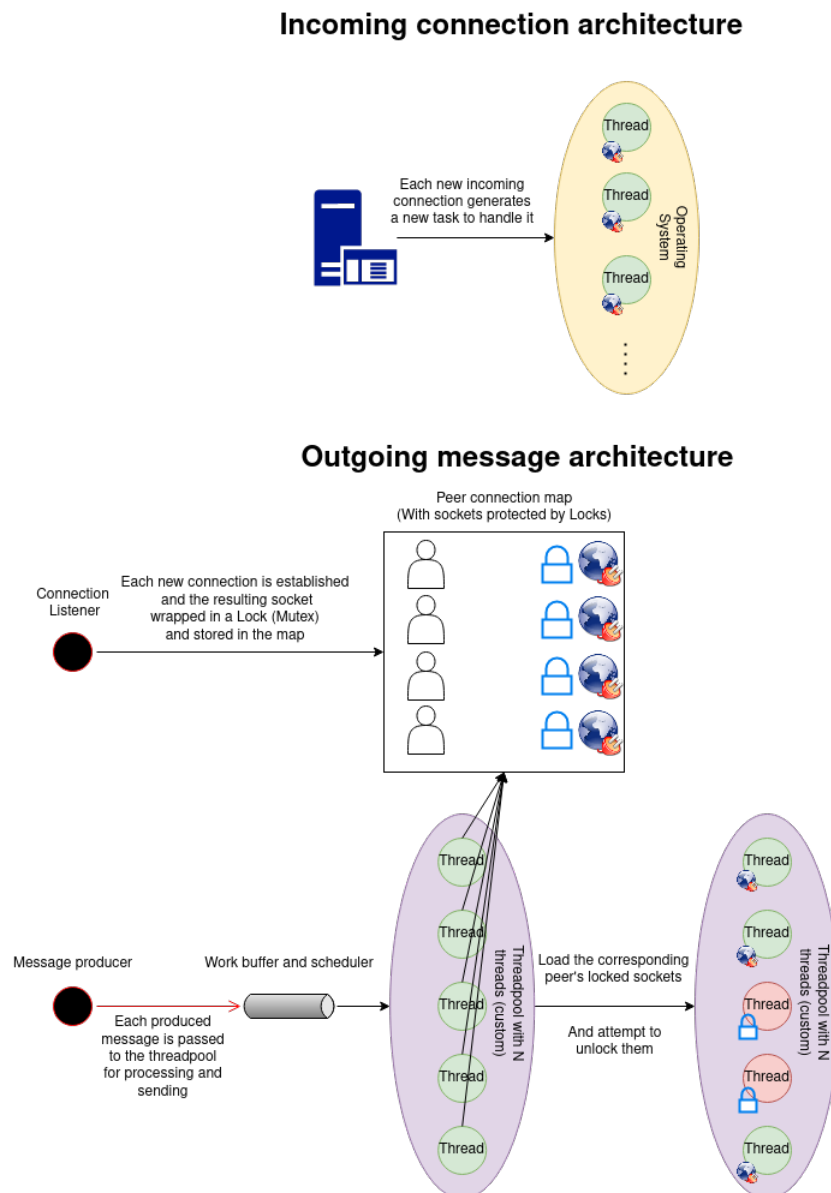 Incoming connection architecture
Thread
Each new incoming
connection generates
a new task to handle it
Thread
Operating
System
Thread
Outgoing message architecture
Peer connection map
(With sockets protected by Locks)
Connection
Listener
Each new connection is established
and the resulting socket
wrapped in a Lock (Mutex)
and stored in the map
Message producer
Each produced
message is passed
to the threadpool
for processing and
sending
Work buffer and scheduler
Thread
Thread
Thread
Thread
Thread
Threadpool with N
threads (custom)
Load the corresponding
peer's locked sockets
And attempt to
unlock them
Thread
Thread
Thread
Thread
Thread
Threadpool with N
threads (custom)